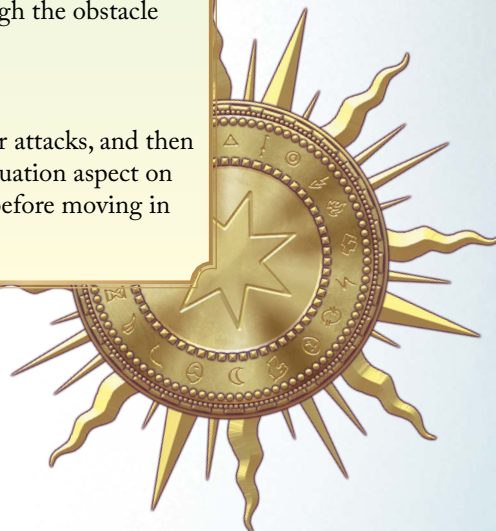 gh the obstacle
r attacks, and then
uation aspect on
before moving in